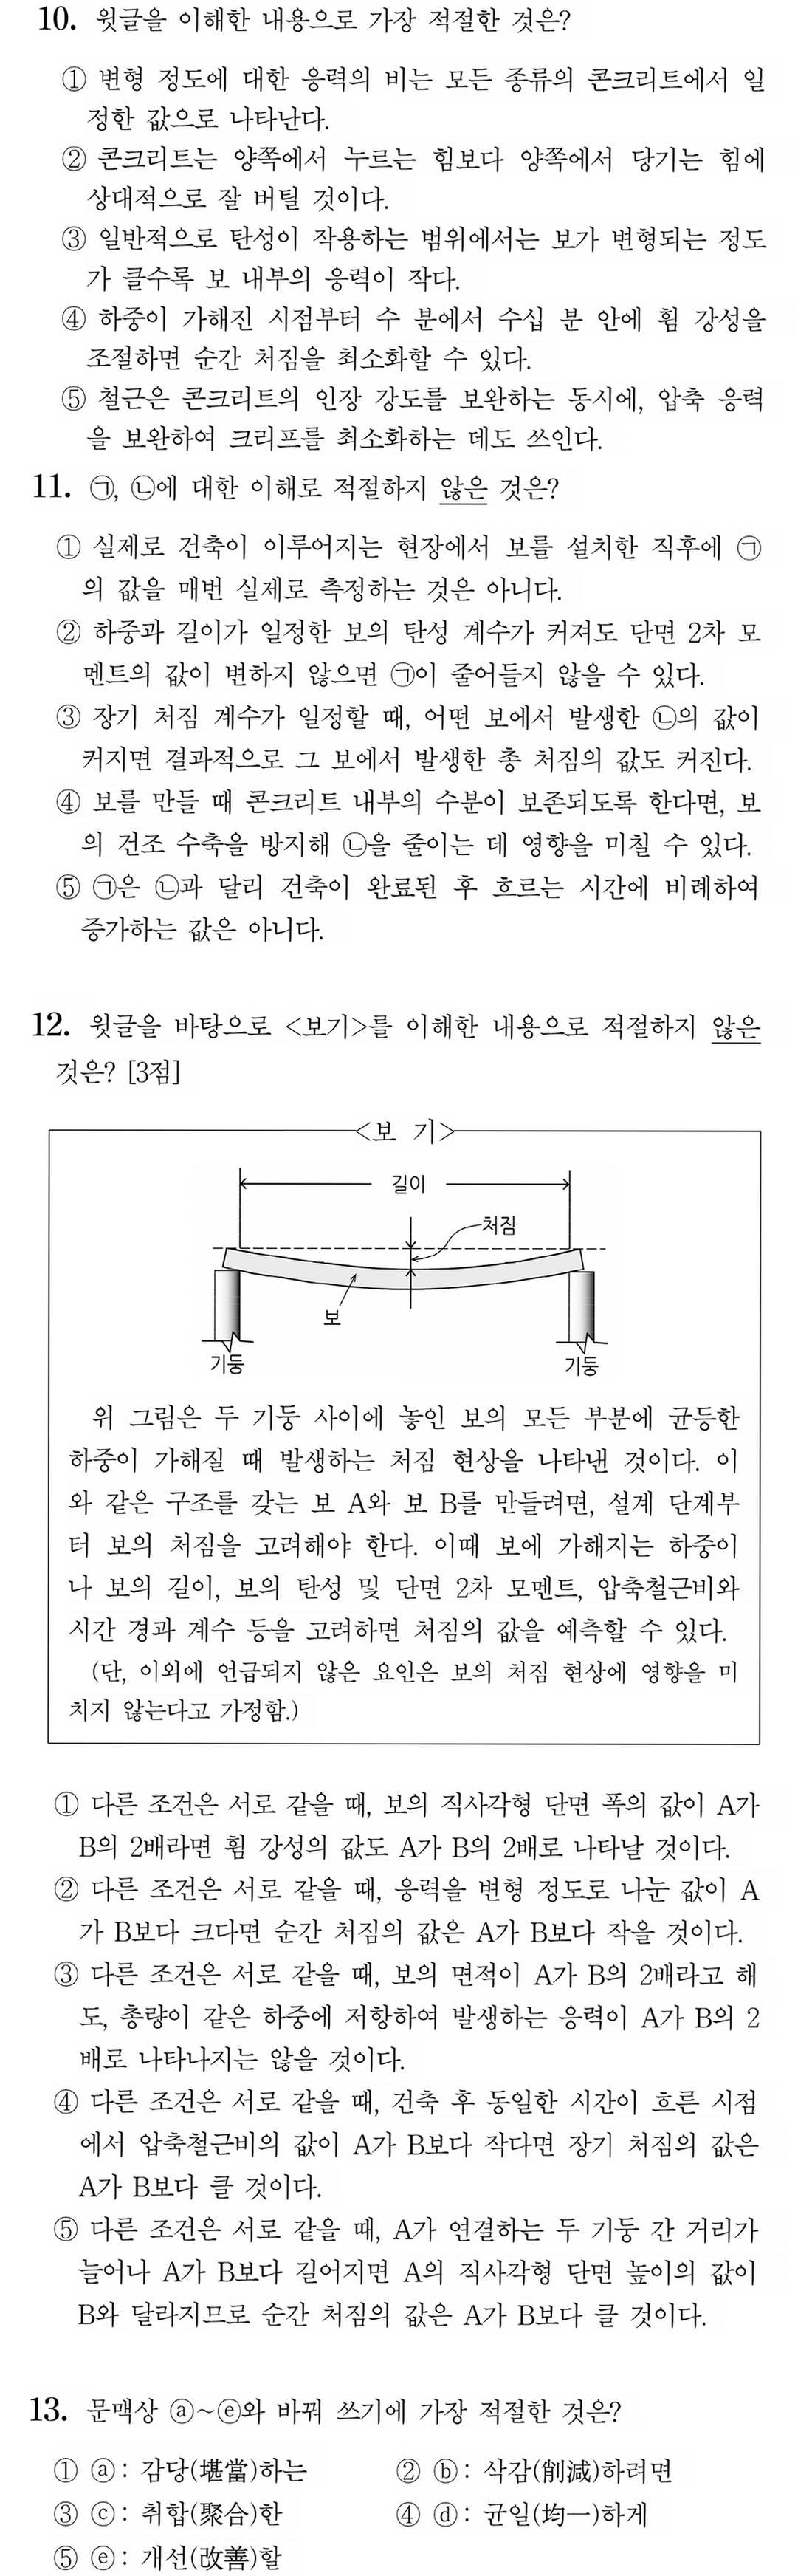 10. 윗글을 이해한 내용으로 가장 적절한 것은?
① 변형 정도에 대한 응력의 비는 모든 종류의 콘크리트에서 일
정한 값으로 나타난다.
② 콘크리트는 양쪽에서 누르는 힘보다 양쪽에서 당기는 힘에
상대적으로 잘 버틸 것이다.
③ 일반적으로 탄성이 작용하는 범위에서는 보가 변형되는 정도
가 클수록 보 내부의 응력이 작다.
④ 하중이 가해진 시점부터 수 분에서 수십 분 안에 휨 강성을
조절하면 순간 처짐을 최소화할 수 있다.
⑤ 철근은 콘크리트의 인장 강도를 보완하는 동시에, 압축 응력
을 보완하여 크리프를 최소화하는 데도 쓰인다.
11. ㉠, ㉡에 대한 이해로 적절하지 않은 것은?
① 실제로 건축이 이루어지는 현장에서 보를 설치한 직후에 ㉠
의 값을 매번 실제로 측정하는 것은 아니다.
② 하중과 길이가 일정한 보의 탄성 계수가 커져도 단면 2차 모
멘트의 값이 변하지 않으면 ㉠이 줄어들지 않을 수 있다.
③ 장기 처짐 계수가 일정할 때, 어떤 보에서 발생한 ㉡의 값이
커지면 결과적으로 그 보에서 발생한 총 처짐의 값도 커진다.
④ 보를 만들 때 콘크리트 내부의 수분이 보존되도록 한다면, 보
의 건조 수축을 방지해 ㉡을 줄이는 데 영향을 미칠 수 있다.
⑤ ㉠은 ㉡과 달리 건축이 완료된 후 흐르는 시간에 비례하여
증가하는 값은 아니다.
12. 윗글을 바탕으로 <보기>를 이해한 내용으로 적절하지 않은
것은? [3점]
<보 기>
길이
처짐
보
기둥
기둥
위 그림은 두 기둥 사이에 놓인 보의 모든 부분에 균등한
하중이 가해질 때 발생하는 처짐 현상을 나타낸 것이다. 이
와 같은 구조를 갖는 보 A와 보 B를 만들려면, 설계 단계부
터 보의 처짐을 고려해야 한다. 이때 보에 가해지는 하중이
나 보의 길이, 보의 탄성 및 단면 2차 모멘트, 압축철근비와
시간 경과 계수 등을 고려하면 처짐의 값을 예측할 수 있다.
(단, 이외에 언급되지 않은 요인은 보의 처짐 현상에 영향을 미
치지 않는다고 가정함.)
① 다른 조건은 서로 같을 때, 보의 직사각형 단면 폭의 값이 A가
B의 2배라면 휨 강성의 값도 A가 B의 2배로 나타날 것이다.
② 다른 조건은 서로 같을 때, 응력을 변형 정도로 나눈 값이 A
가 B보다 크다면 순간 처짐의 값은 A가 B보다 작을 것이다.
③ 다른 조건은 서로 같을 때, 보의 면적이 A가 B의 2배라고 해
도, 총량이 같은 하중에 저항하여 발생하는 응력이 A가 B의 2
배로 나타나지는 않을 것이다.
④ 다른 조건은 서로 같을 때, 건축 후 동일한 시간이 흐른 시점
에서 압축철근비의 값이 A가 B보다 작다면 장기 처짐의 값은
A가 B보다 클 것이다.
⑤ 다른 조건은 서로 같을 때, A가 연결하는 두 기둥 간 거리가
늘어나 A가 B보다 길어지면 A의 직사각형 단면 높이의 값이
B와 달라지므로 순간 처짐의 값은 A가 B보다 클 것이다.
13. 문맥상 ⓐ~ⓔ와 바꿔 쓰기에 가장 적절한 것은?
① ⓐ: 감당(堪當)하는 ② ⓑ: 삭감(削減)하려면
③ ⓒ: 취합(聚合)한 ④ ⓓ: 균일(均一)하게
⑤ ⓔ: 개선(改善)할